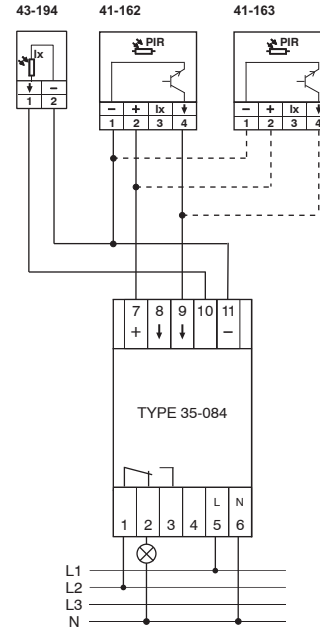 43-194 41-162 41-163
lx PIR PIR
– + lx – + lx
– 1 2 3 4 1 2 3 4
1 2
7 8 9 10 11
+ –
TYPE 35-084
L N
1 2 3 4 5 6
L1
L2
L3
N